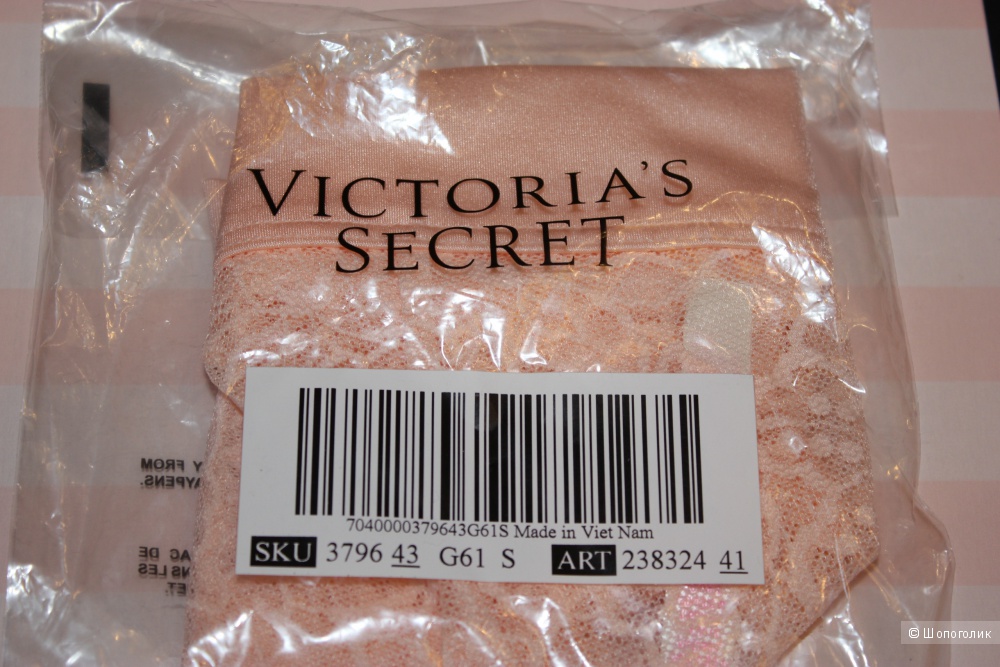 VICTORIA'S
SECRET
Y FROM
AYPENS.
AC DE
NS LES
ET.
7040000379643G61S Made in Viet Nam
SKU 3796 43 G61 S ART 238324 41
© Шопоголик